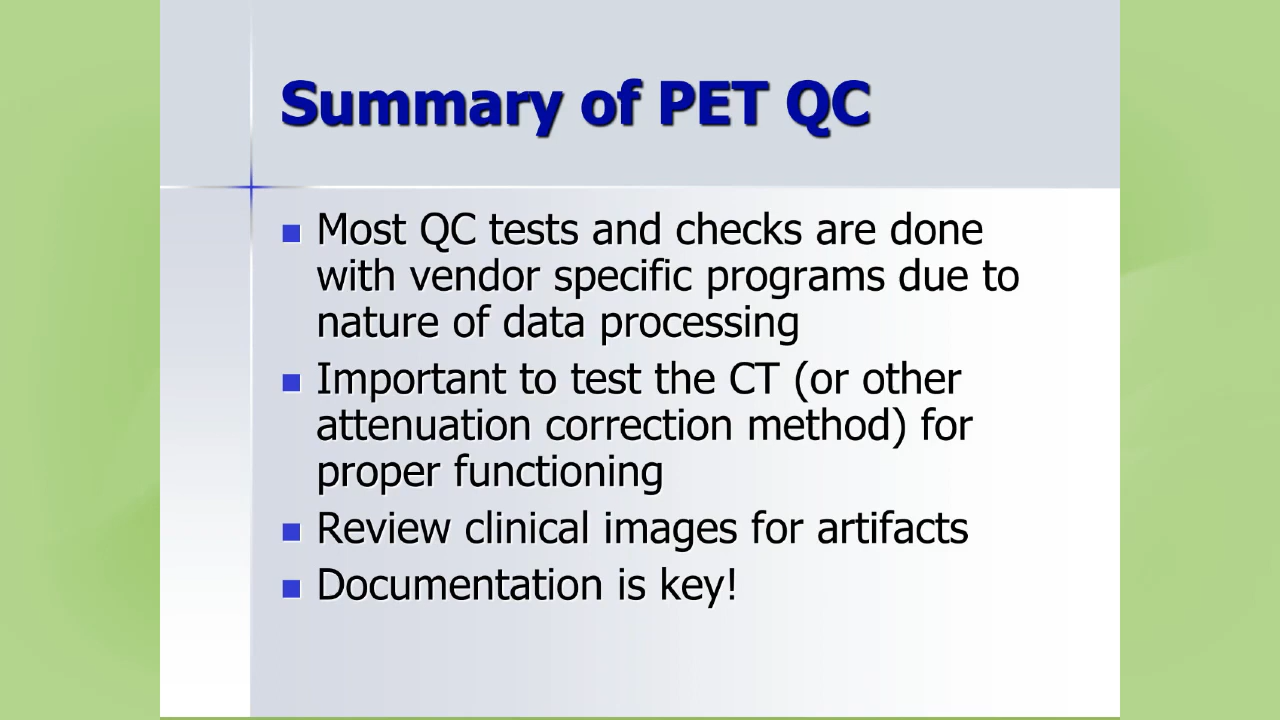 Summary of PET QC
Most QC tests and checks are done
with vendor specific programs due to
nature of data processing
Important to test the CT (or other
attenuation correction method) for
proper functioning
Review clinical images for artifacts
Documentation is key!